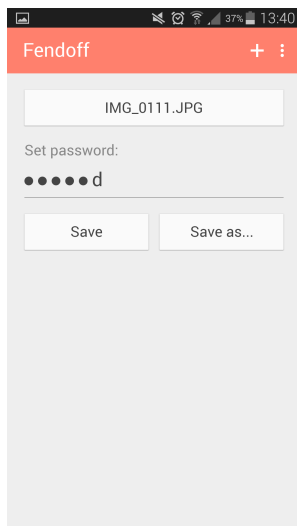 37% 13:40
Fendoff
IMG_0111.JPG
Set password:
●●●●●d
Save Save as...